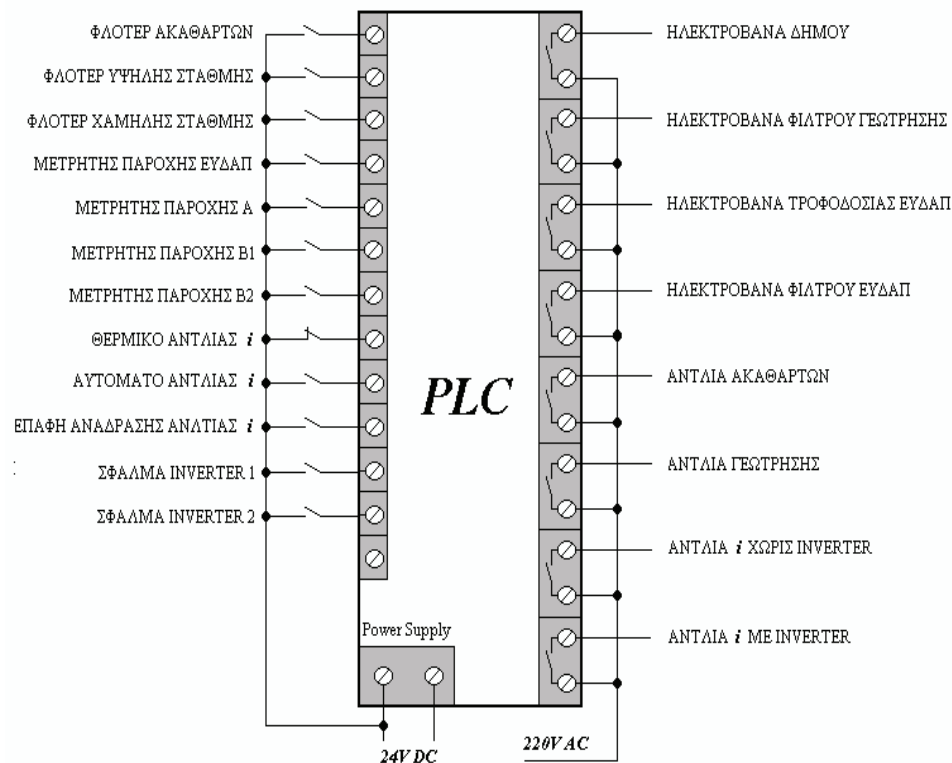 ΦΛΟΤΕΡ ΑΚΑΘΑΡΤΩΝ
ΦΛΟΤΕΡ ΥΨΗΛΗΣ ΣΤΑΘΜΗΣ
ΦΛΟΤΕΡ ΧΑΜΗΛΗΣ ΣΤΑΘΜΗΣ
ΜΕΤΡΗΤΗΣ ΠΑΡΟΧΗΣ ΕΥΔΑΠ
ΜΕΤΡΗΤΗΣ ΠΑΡΟΧΗΣ Α
ΜΕΤΡΗΤΗΣ ΠΑΡΟΧΗΣ Β1
ΜΕΤΡΗΤΗΣ ΠΑΡΟΧΗΣ Β2
ΘΕΡΜΙΚΟ ΑΝΤΛΙΑΣ i
ΑΥΤΟΜΑΤΟ ΑΝΤΛΙΑΣ i
ΕΠΑΦΗ ΑΝΑΔΡΑΣΗΣ ΑΝΛΤΙΑΣ i
ΣΦΑΛΜΑ INVERTER 1
ΣΦΑΛΜΑ INVERTER 2
PLC
Power Supply
24V DC
220V AC
ΗΛΕΚΤΡΟΒΑΝΑ ΔΗΜΟΥ
ΗΛΕΚΤΡΟΒΑΝΑ ΦΙΛΤΡΟΥ ΓΕΩΤΡΗΣΗΣ
ΗΛΕΚΤΡΟΒΑΝΑ ΤΡΟΦΟΔΟΣΙΑΣ ΕΥΔΑΠ
ΗΛΕΚΤΡΟΒΑΝΑ ΦΙΛΤΡΟΥ ΕΥΔΑΠ
ΑΝΤΛΙΑ ΑΚΑΘΑΡΤΩΝ
ΑΝΤΛΙΑ ΓΕΩΤΡΗΣΗΣ
ΑΝΤΛΙΑ i ΧΩΡΙΣ INVERTER
ΑΝΤΛΙΑ i ΜΕ INVERTER